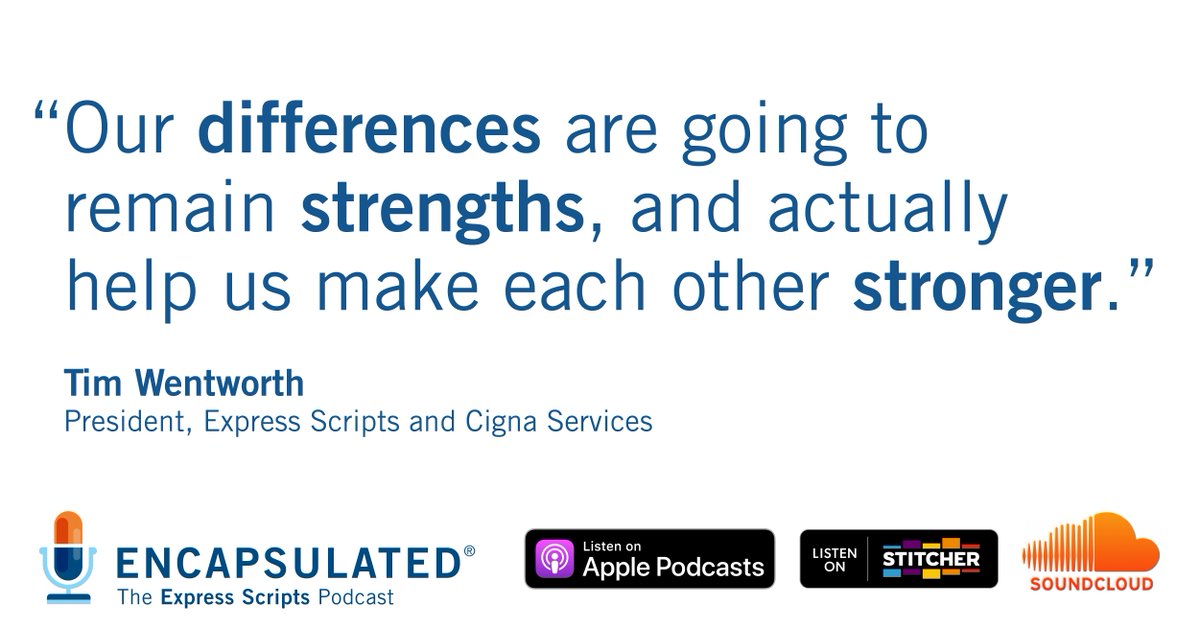 “Our differences are going to
remain strengths, and actually
help us make each other stronger.”
Tim Wentworth
President, Express Scripts and Cigna Services
ENCAPSULATED®
The Express Scripts Podcast
Listen on
Apple Podcasts
LISTEN
ON
STITCHER
SOUNDCLOUD